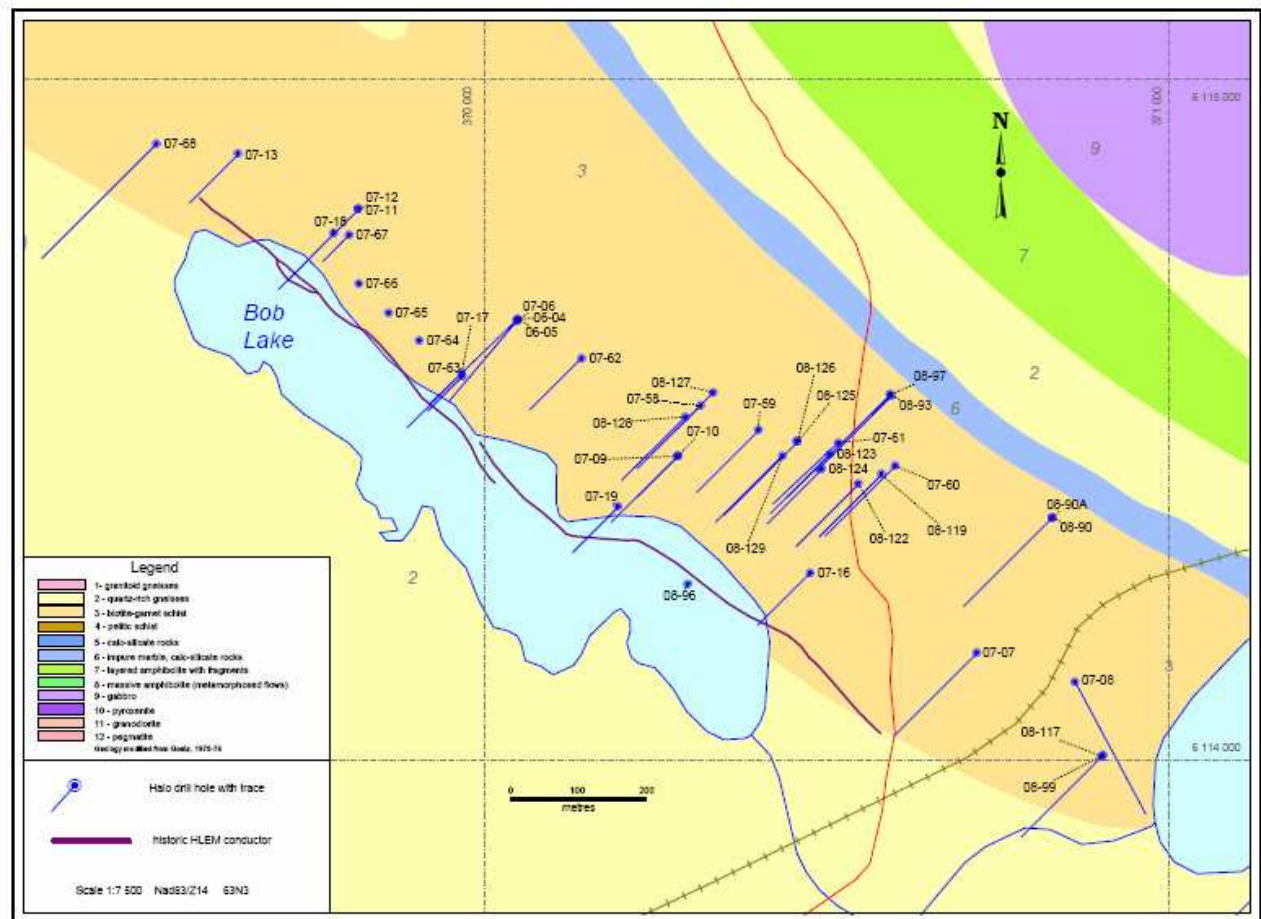 370 000
371 000
6 115 000
N
9
3
7
07-68
07-13
07-12
07-11
07-18
07-67
07-66
07-65
07-64
07-17
07-63
Bob
Lake
07-06
06-04
06-05
07-62
08-127
07-58
08-128
07-10
07-09
07-19
07-59
08-126
08-125
08-97
08-93
2
6
07-51
08-123
08-124
07-60
08-119
08-122
08-129
08-90A
08-90
07-16
08-96
2
07-07
07-08
3
08-117
08-99
6 114 000
0 100 200
metres
Legend
1- granitoid gneisses
2 - quartz-rich gneisses
3 - biotite-garnet schist
4 - pelitic schist
5 - calc-silicate rocks
6 - impure marble, calc-silicate rocks
7 - layered amphibolite with fragments
8 - massive amphibolite (metamorphosed flows)
9 - gabbro
10 - pyroxenite
11 - granodiorite
12 - pegmatite
Geology modified from Goetz, 1975-76
Halo drill hole with trace
historic HLEM conductor
Scale 1:7 500 Nad83/Z14 63N3